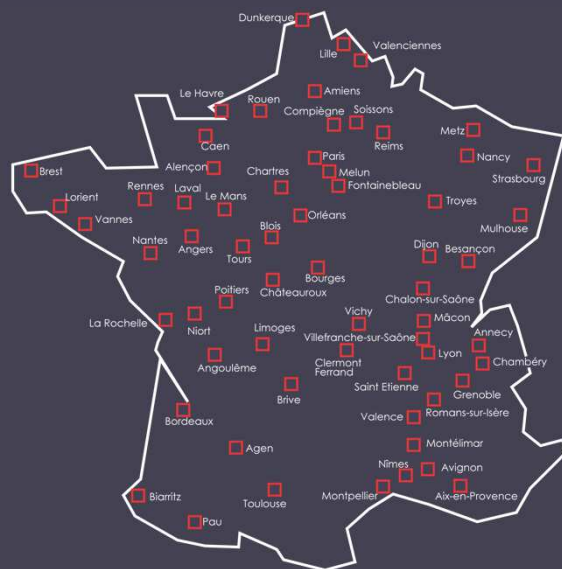 Dunkerque
Lille
Valenciennes
Amiens
Le Havre
Rouen
Compiègne
Soissons
Reims
Metz
Caen
Nancy
Paris
Alençon
Brest
Melun
Strasbourg
Chartres
Fontainebleau
Rennes
Laval
Le Mans
Lorient
Troyes
Orléans
Mulhouse
Vannes
Blois
Angers
Nantes
Tours
Dijon
Besançon
Bourges
Châteauroux
Chalon-sur-Saône
Poitiers
La Rochelle
Niort
Vichy
Mâcon
Villefranche-sur-Saône
Annecy
Limoges
Angoulême
Clermont
Ferrand
Lyon
Chambéry
Saint Etienne
Grenoble
Brive
Romans-sur-Isère
Bordeaux
Valence
Agen
Montélimar
Nîmes
Avignon
Biarritz
Toulouse
Montpellier
Aix-en-Provence
Pau